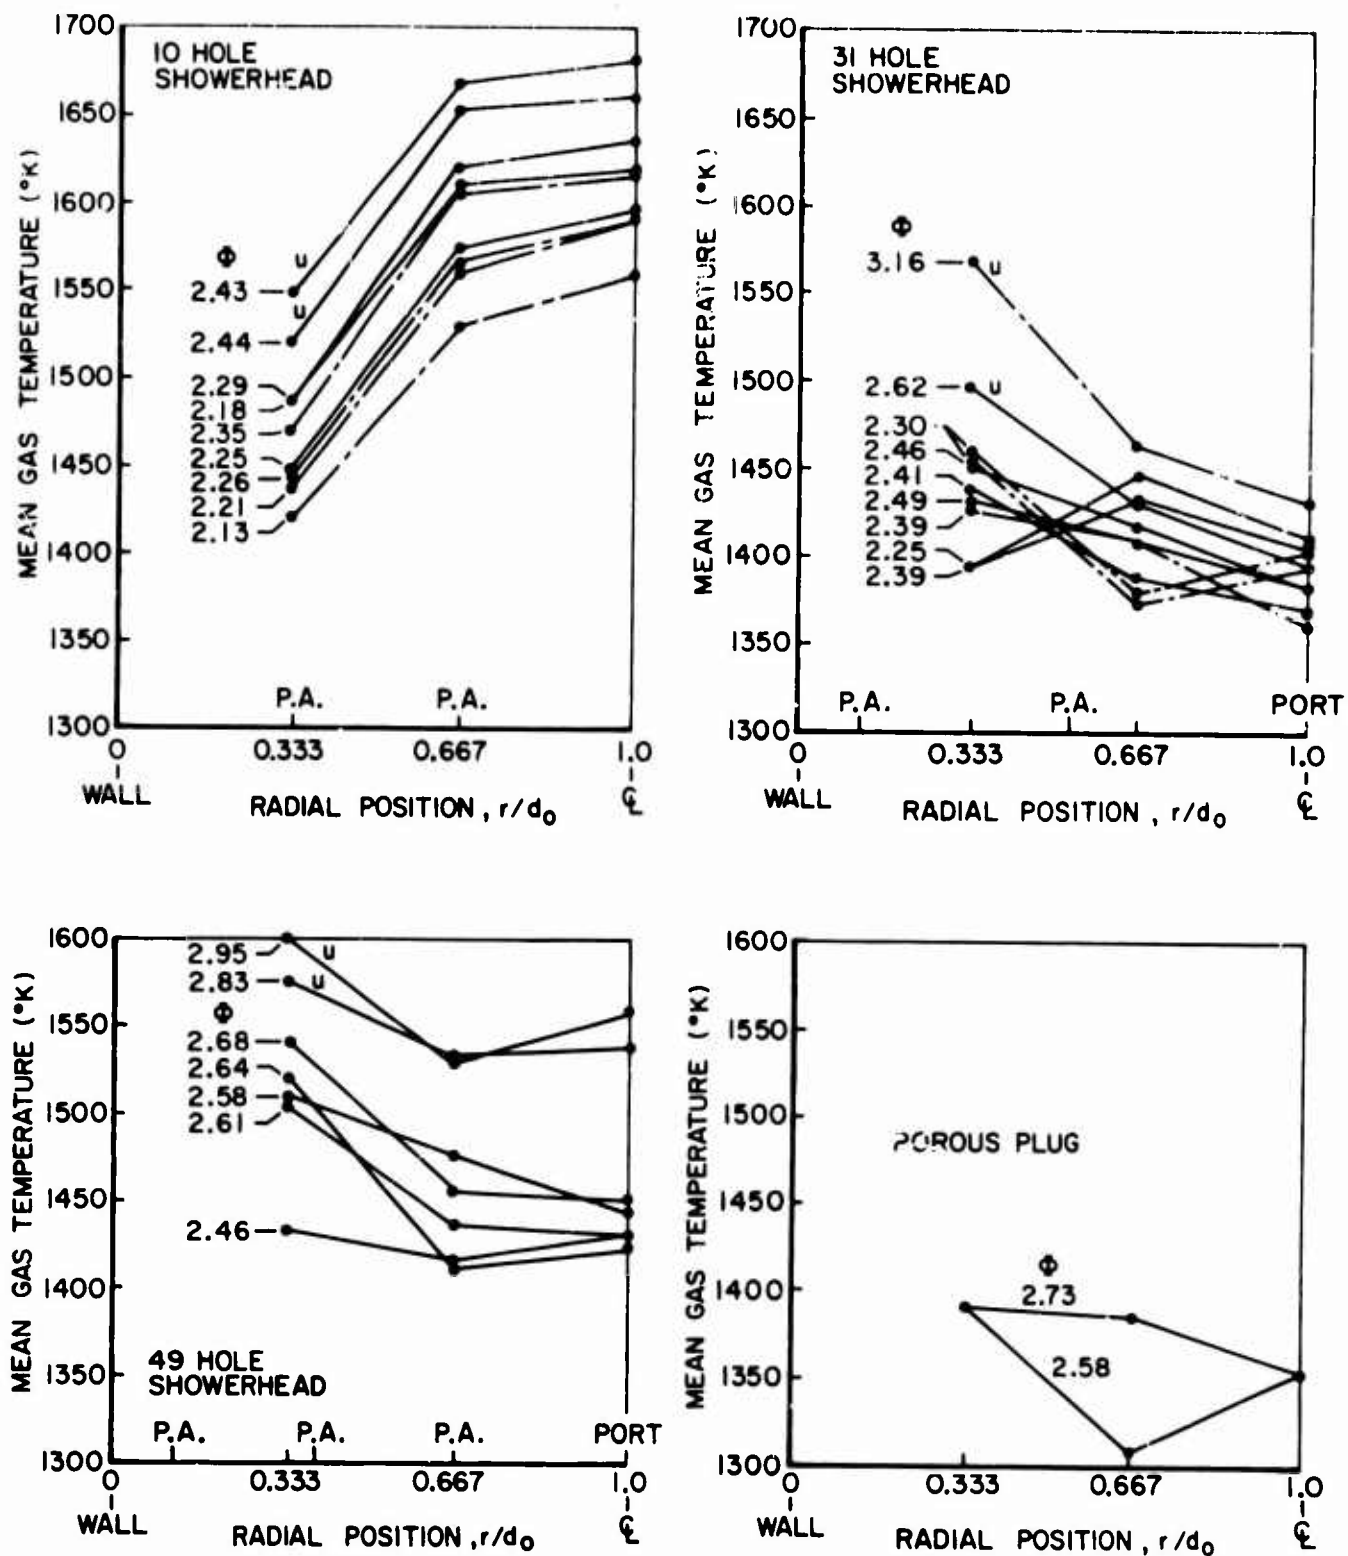 10 HOLE
SHOWERHEAD
MEAN GAS TEMPERATURE (°K)
1700
1650
1600
1550
1500
1450
1400
1350
1300
Φ
u
2.43
u
2.44
2.29
2.18
2.35
2.25
2.26
2.21
2.13
P.A.
P.A.
0
0.333
0.667
1.0
WALL
RADIAL POSITION, r/do
℄
31 HOLE
SHOWERHEAD
MEAN GAS TEMPERATURE (°K)
1700
1650
1600
1550
1500
1450
1400
1350
1300
Φ
3.16
u
2.62
u
2.30
2.46
2.41
2.49
2.39
2.25
2.39
P.A.
P.A.
PORT
0
0.333
0.667
1.0
WALL
RADIAL POSITION, r/do
℄
MEAN GAS TEMPERATURE (°K)
1600
1550
1500
1450
1400
1350
1300
2.95
u
2.83
u
Φ
2.68
2.64
2.58
2.61
2.46
49 HOLE
SHOWERHEAD
P.A.
P.A.
P.A.
PORT
0
0.333
0.667
1.0
WALL
RADIAL POSITION, r/do
℄
MEAN GAS TEMPERATURE (°K)
1600
1550
1500
1450
1400
1350
1300
POROUS PLUG
Φ
2.73
2.58
0
0.333
0.667
1.0
WALL
RADIAL POSITION, r/do
℄